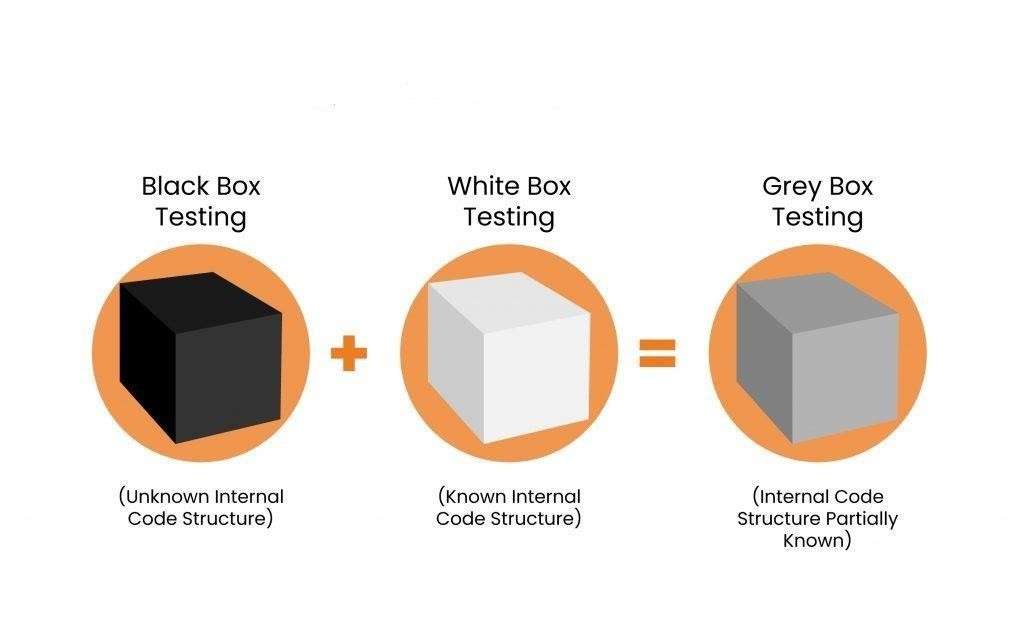 Black Box
Testing
White Box
Testing
Grey Box
Testing
+
=
(Unknown Internal
Code Structure)
(Known Internal
Code Structure)
(Internal Code
Structure Partially
Known)